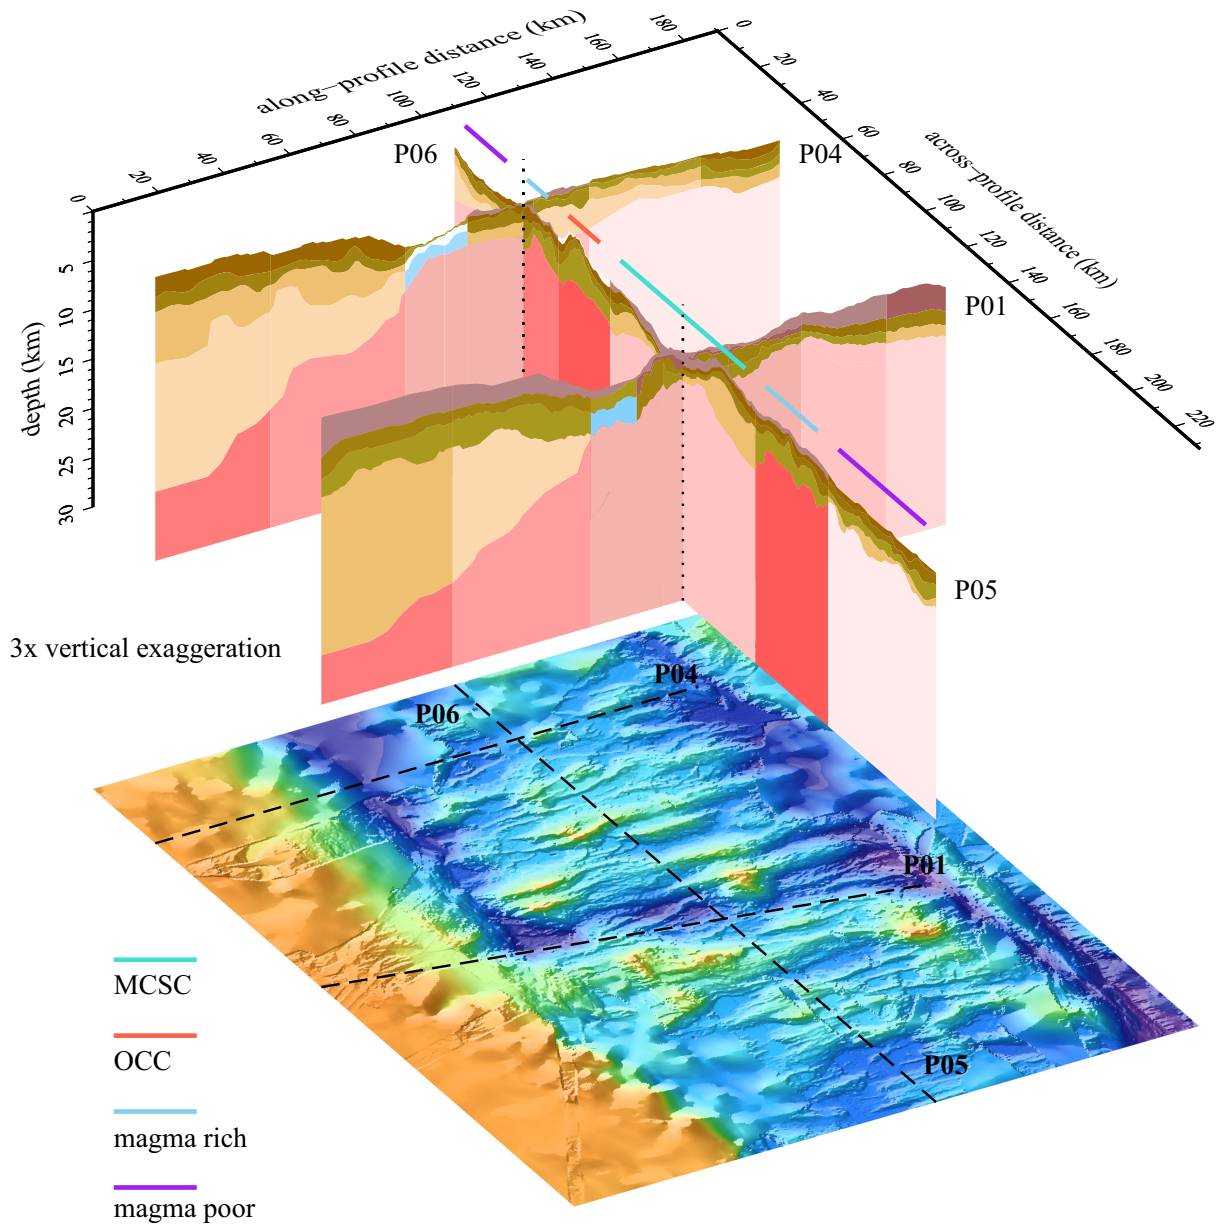 along−profile distance (km)
0
20
40
60
80
100
120
140
160
180
0
20
40
60
80
100
120
140
160
180
200
220
across−profile distance (km)
P06
P04
P01
P05
5
10
15
20
25
30
depth (km)
3x vertical exaggeration
P04
P06
P01
P05
MCSC
OCC
magma rich
magma poor